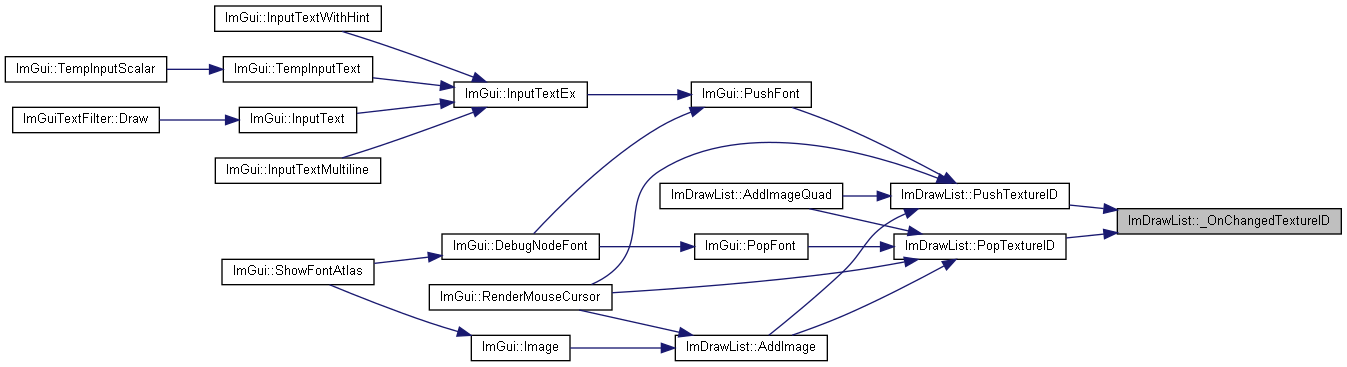 ImGui::InputTextWithHint
ImGui::TempInputScalar
ImGui::TempInputText
ImGui::InputTextEx
ImGui::PushFont
ImGuiTextFilter::Draw
ImGui::InputText
ImGui::InputTextMultiline
ImDrawList::AddImageQuad
ImDrawList::PushTextureID
ImDrawList::_OnChangedTextureID
ImGui::DebugNodeFont
ImGui::PopFont
ImDrawList::PopTextureID
ImGui::ShowFontAtlas
ImGui::RenderMouseCursor
ImGui::Image
ImDrawList::AddImage